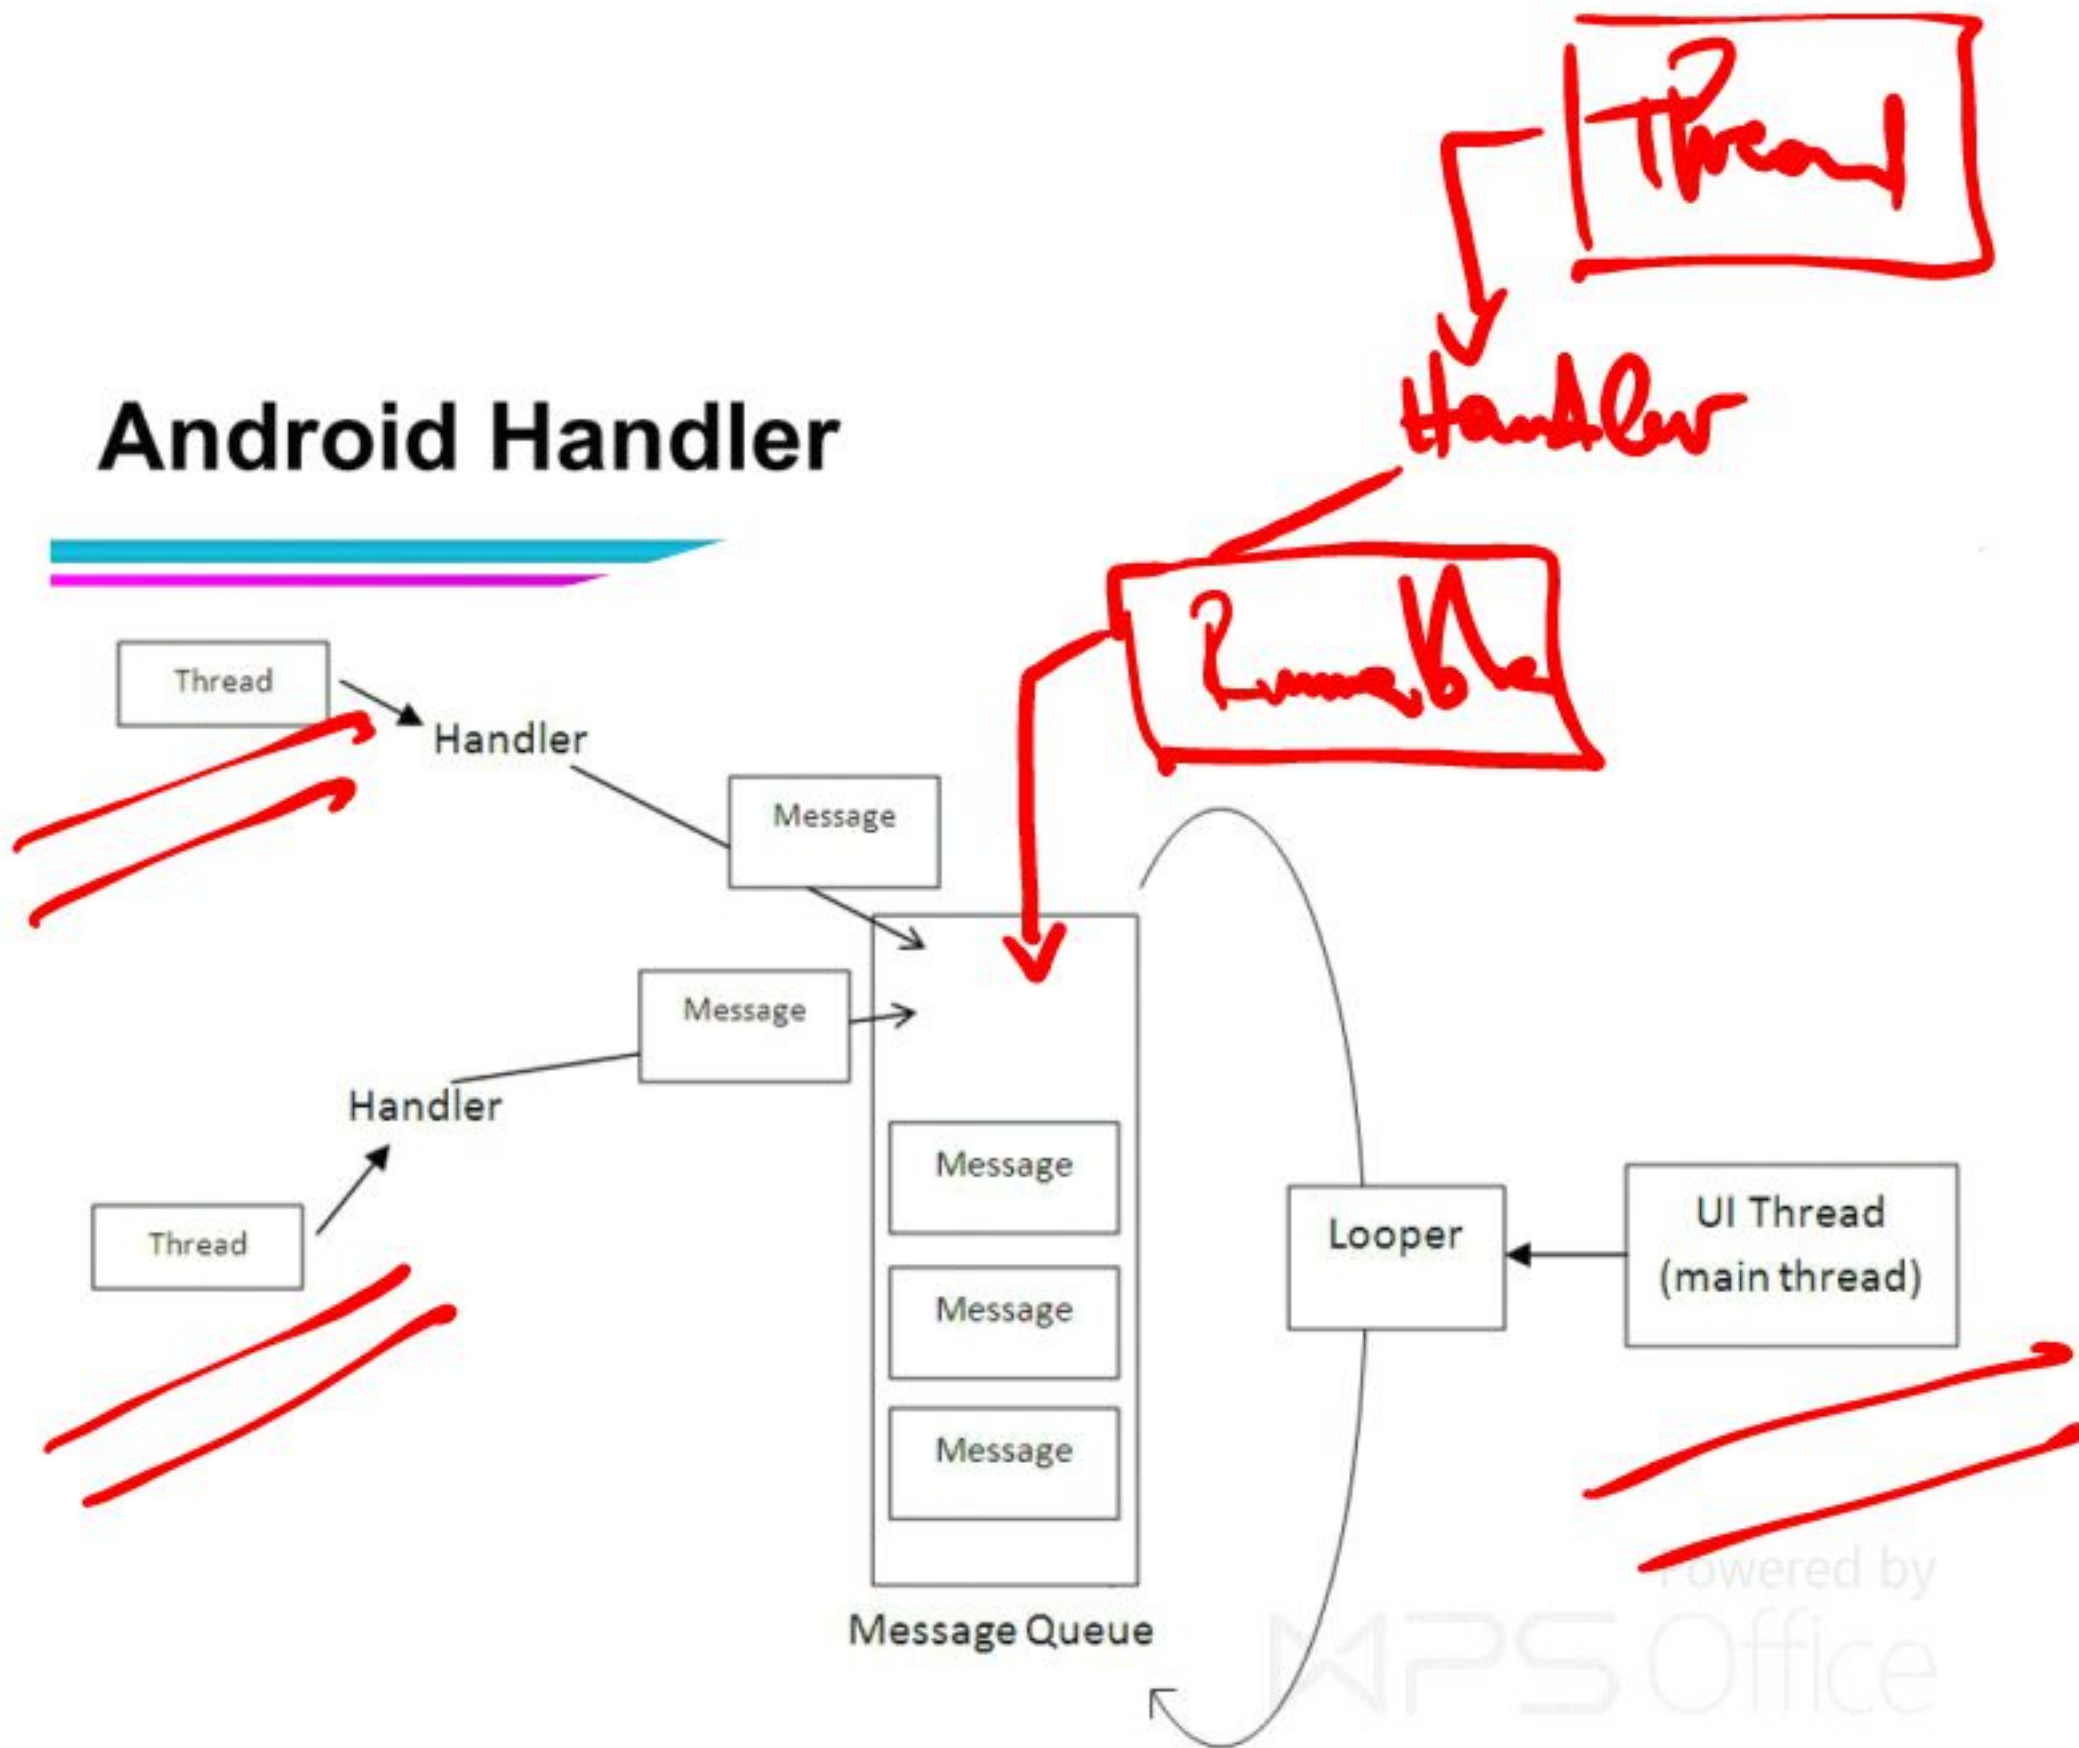 Thread
Handler
Android Handler
Runnable
Thread
Handler
Message
Message
Handler
Thread
Message
Message
Message
Looper
UI Thread
(main thread)
Message Queue
Powered by
WPS Office